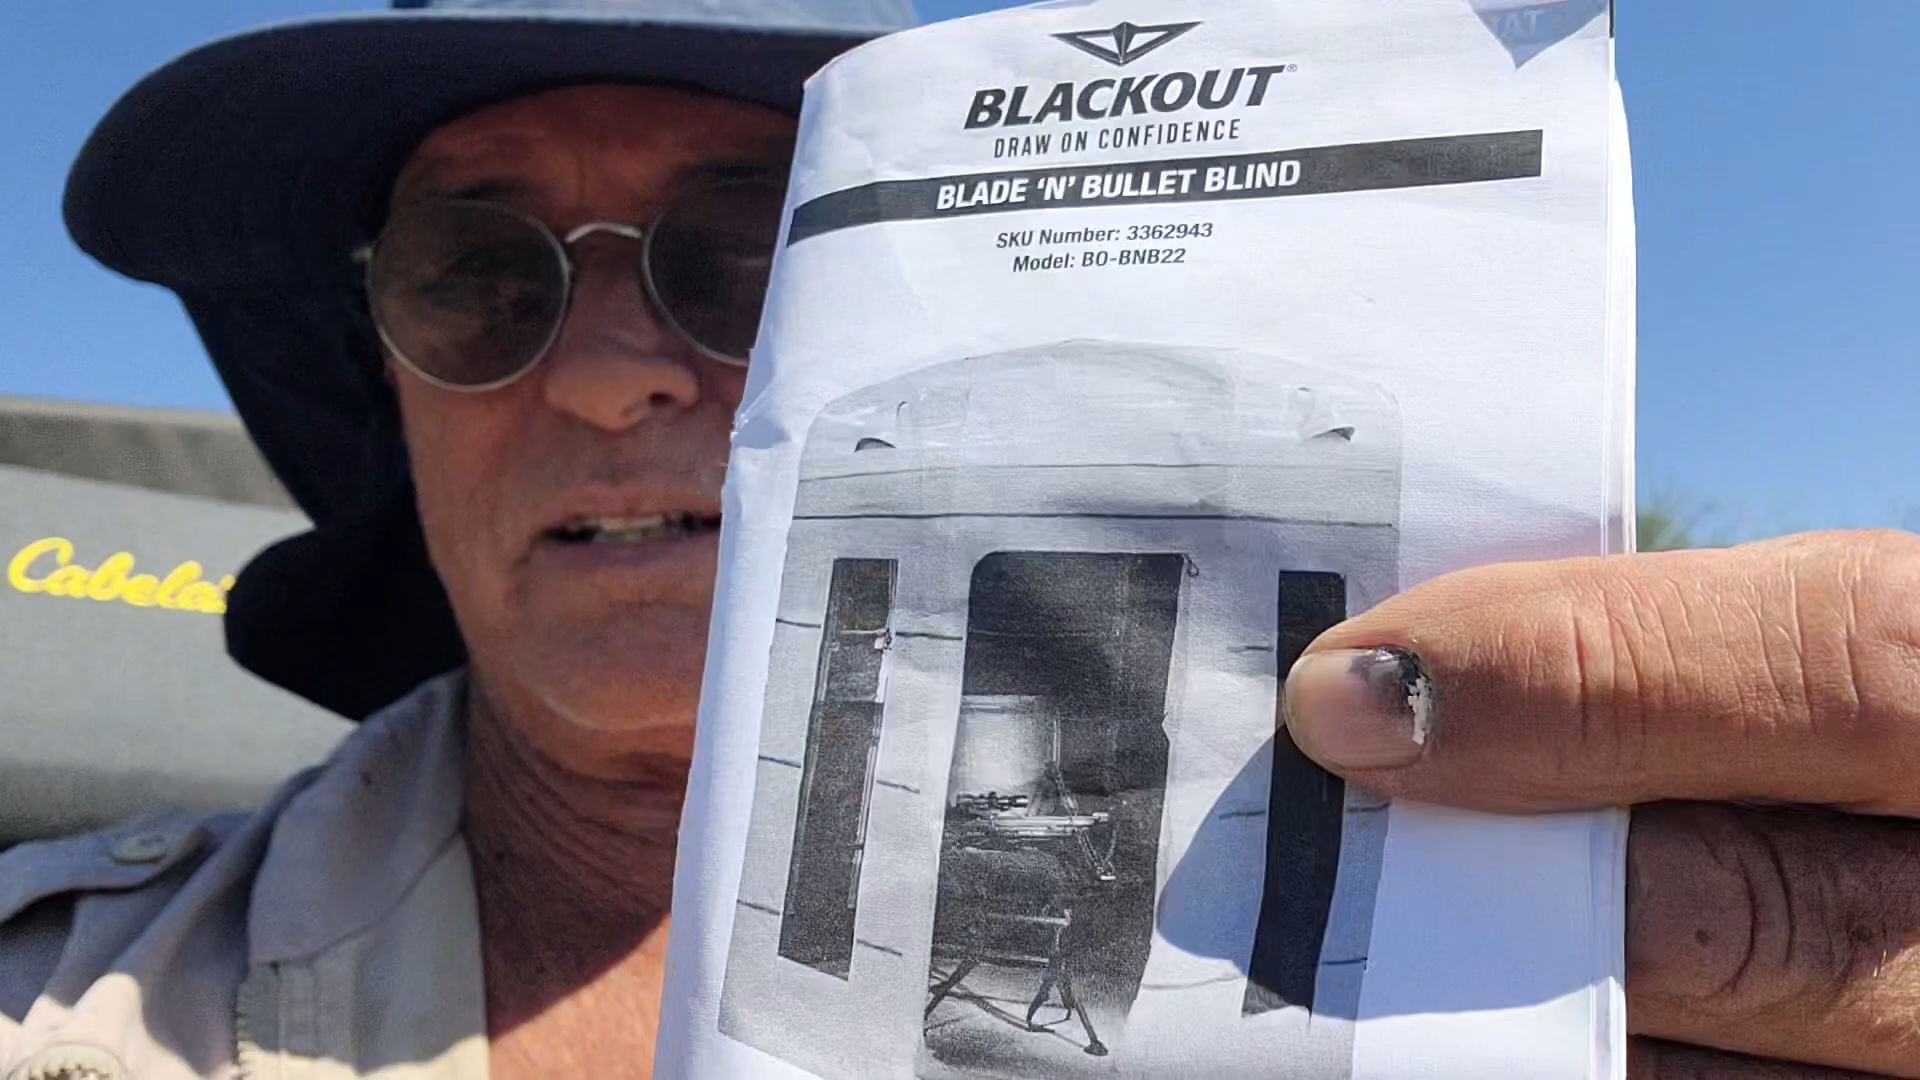 BLACKOUT®
DRAW ON CONFIDENCE
BLADE ‘N’ BULLET BLIND
SKU Number: 3362943
Model: BO-BNB22
Cabela's